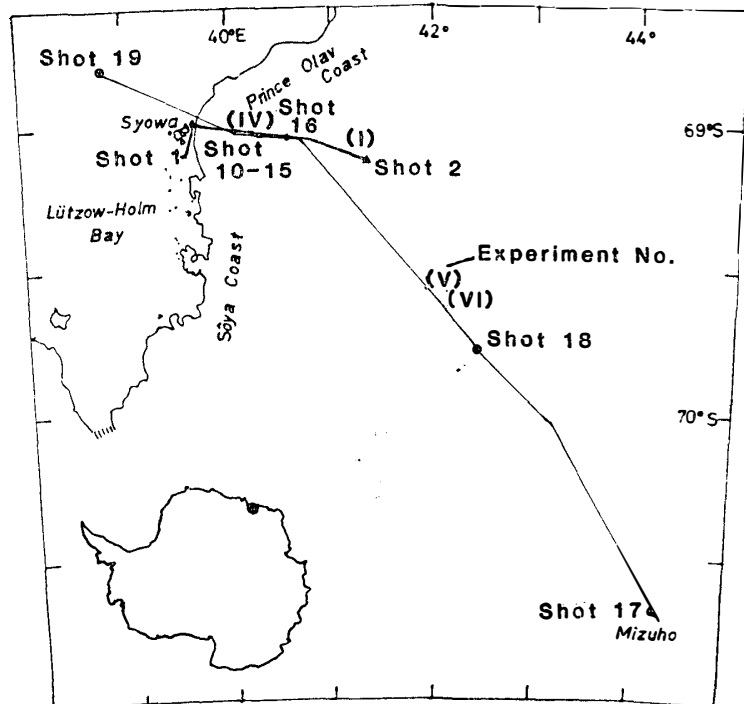 40°E
42°
44°
Shot 19
Prince Olav
Coast
Shot
16
Syowa
(IV)
(I)
69°S
Shot 1
Shot
10-15
Shot 2
Lützow-Holm
Bay
Sôya Coast
Experiment No.
(V)
(VI)
Shot 18
70°S
Shot 17
Mizuho